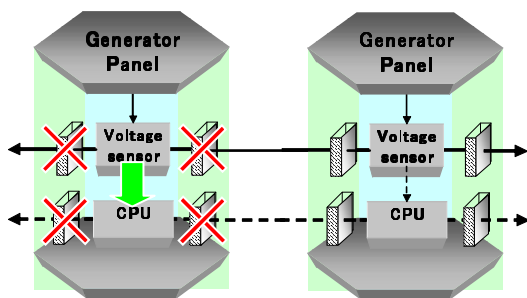 Generator
Panel
Generator
Panel
Voltage
sensor
Voltage
sensor
CPU
CPU